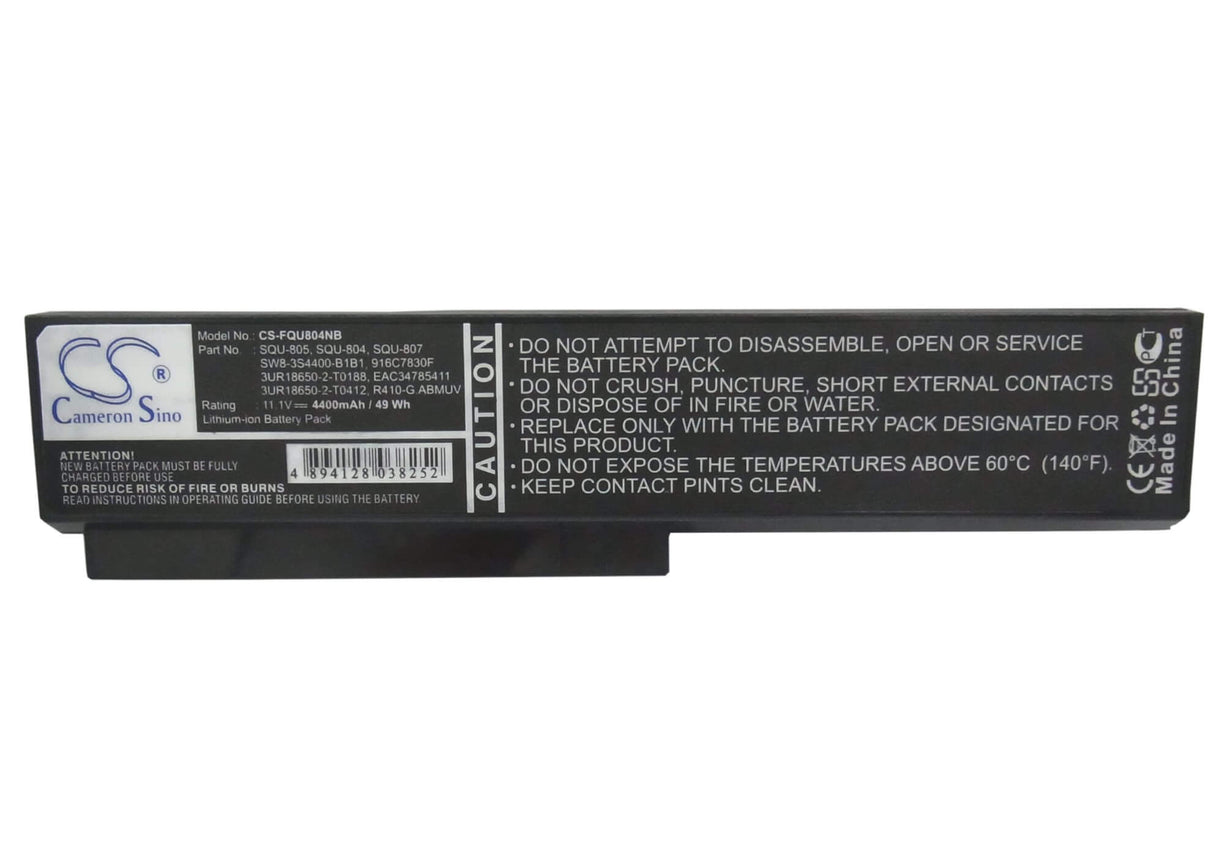 CS ®
Cameron Sino
Model No.: CS-FQU804NB
Part No. : SQU-805, SQU-804, SQU-807
SW8-3S4400-B1B1, 916C7830F
3UR18650-2-T0188, EAC34785411
3UR18650-2-T0412, R410-G.ABMUV
Rating : 11.1V 4400mAh / 49 Wh
Lithium-ion Battery Pack
ATTENTION!
NEW BATTERY PACK MUST BE FULLY
CHARGED BEFORE USE
TO REDUCE RISK OF FIRE OR BURNS
READ INSTRUCTIONS IN OPERATING GUIDE BEFORE USING THE BATTERY.
4 894128 038252
CAUTION
• DO NOT ATTEMPT TO DISASSEMBLE, OPEN OR SERVICE
THE BATTERY PACK.
• DO NOT CRUSH, PUNCTURE, SHORT EXTERNAL CONTACTS
OR DISPOSE OF IN FIRE OR WATER.
• REPLACE ONLY WITH THE BATTERY PACK DESIGNATED FOR
THIS PRODUCT.
• DO NOT EXPOSE THE TEMPERATURES ABOVE 60°C (140°F).
• KEEP CONTACT PINTS CLEAN.
CE PCT
Made In China